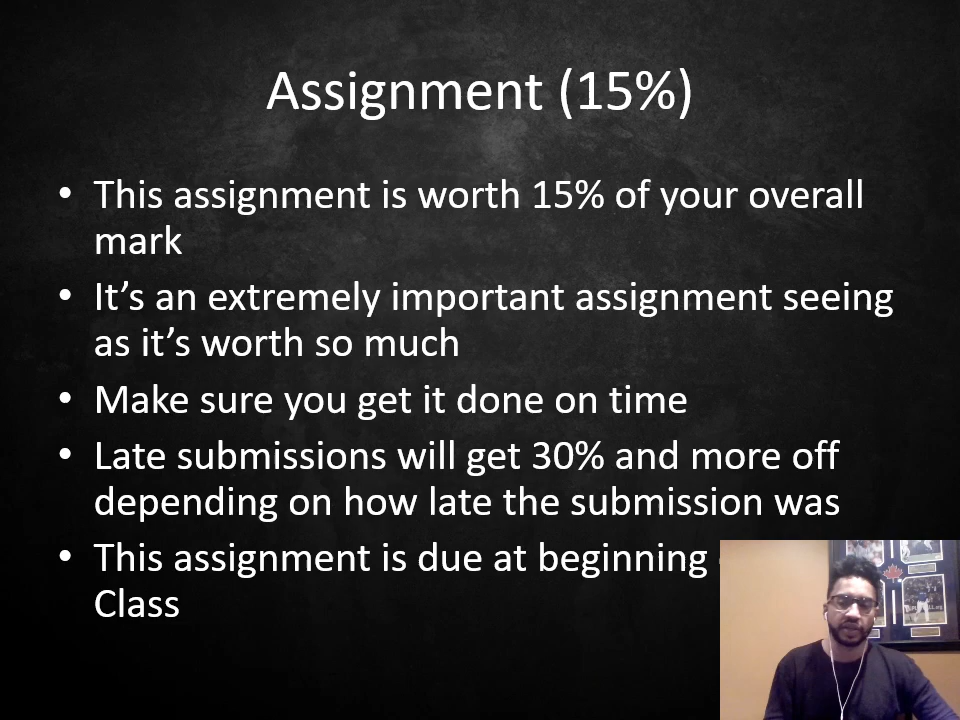 Assignment (15%)
• This assignment is worth 15% of your overall
mark
• It’s an extremely important assignment seeing
as it’s worth so much
• Make sure you get it done on time
• Late submissions will get 30% and more off
depending on how late the submission was
• This assignment is due at beginning
Class